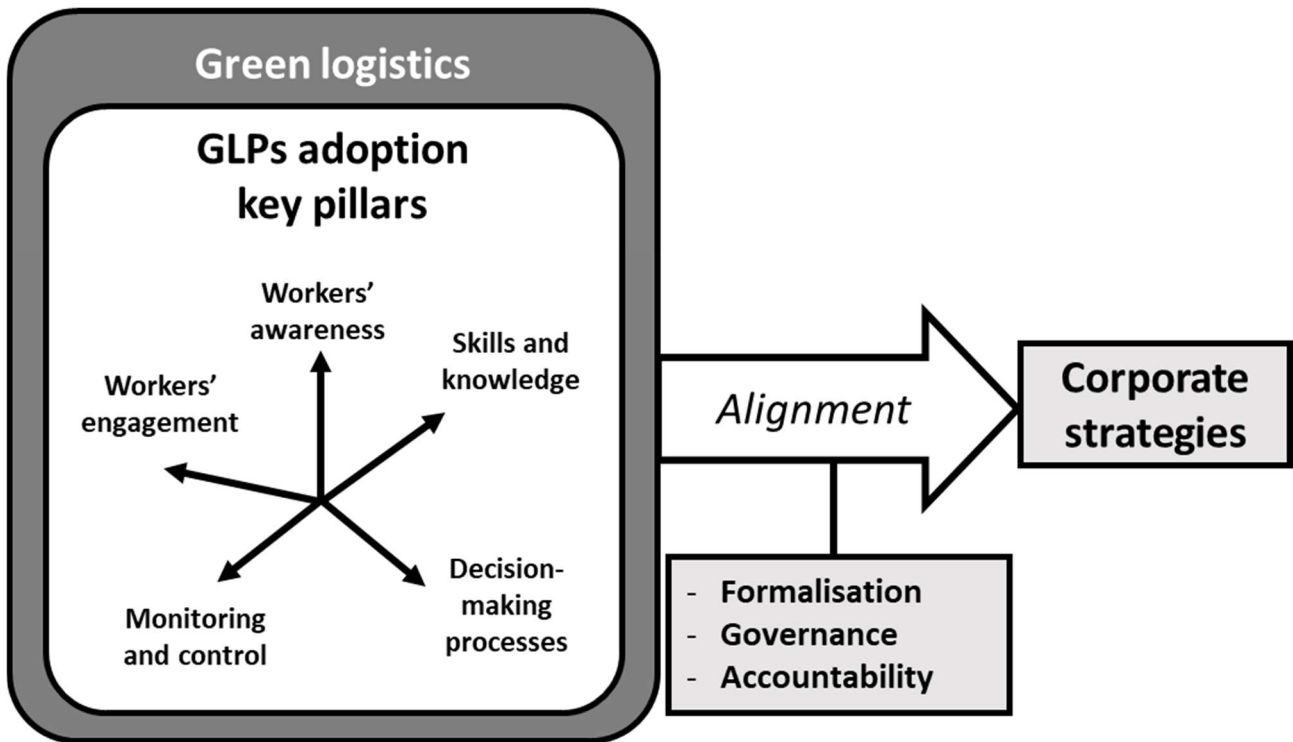 Green logistics
GLPs adoption
key pillars
Workers’
awareness
Skills and
knowledge
Workers’
engagement
Monitoring
and control
Decision-
making
processes
Alignment
Corporate
strategies
- Formalisation
- Governance
- Accountability